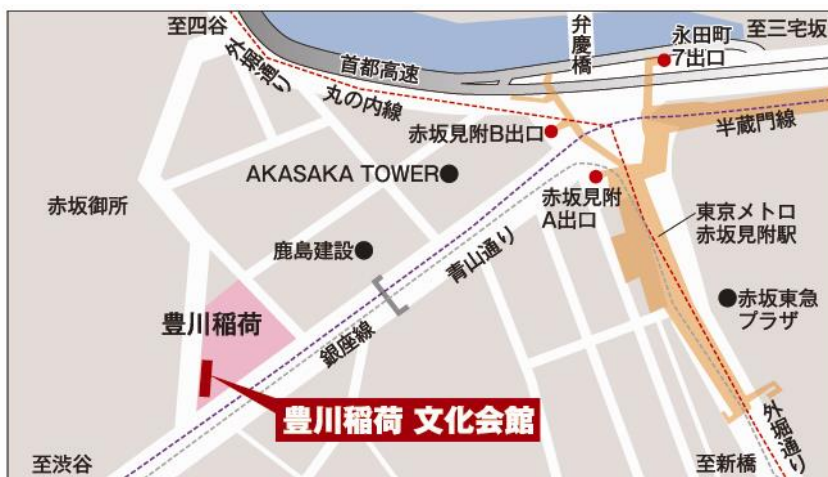 至四谷
外堀通り
首都高速
丸の内線
弁慶橋
永田町
7出口
至三宅坂
半蔵門線
赤坂見附B出口
AKASAKA TOWER
赤坂見附
A出口
赤坂御所
鹿島建設
青山通り
東京メトロ
赤坂見附駅
豊川稲荷
銀座線
赤坂東急
プラザ
豊川稲荷 文化会館
外堀通り
至渋谷
至新橋